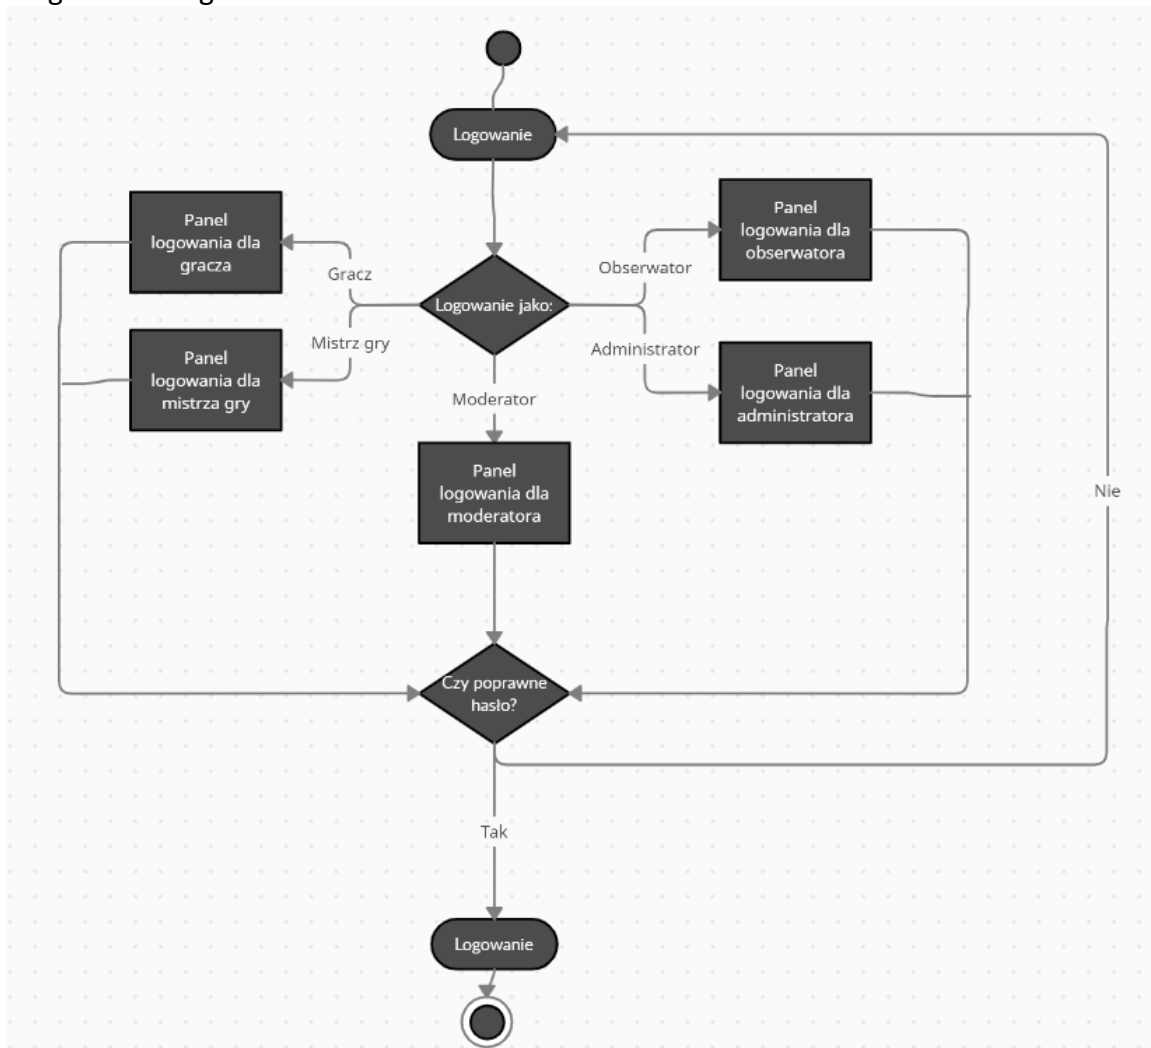 Logowanie
Panel
logowania dla
gracza
Panel
logowania dla
obserwatora
Gracz
Obserwator
Logowanie jako:
Mistrz gry
Administrator
Panel
logowania dla
mistrza gry
Panel
logowania dla
administratora
Moderator
Panel
logowania dla
moderatora
Nie
Czy poprawne
hasło?
Tak
Logowanie